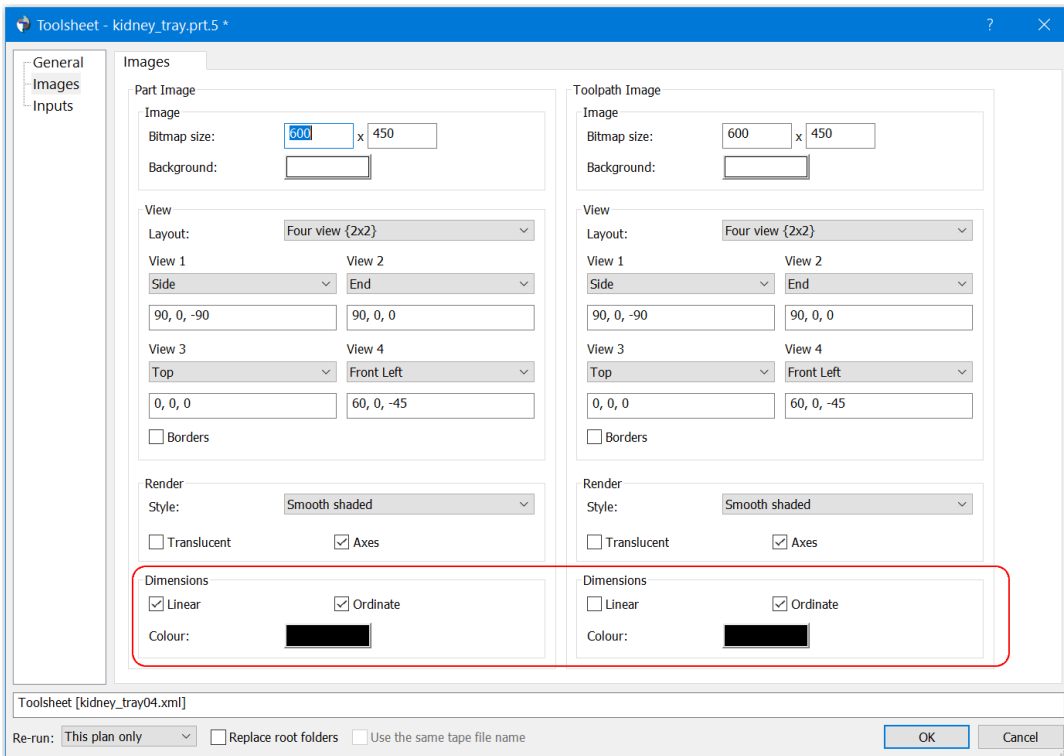 Toolsheet - kidney_tray.prt.5 *
General
Images
Inputs
Images
Part Image
Image
Bitmap size: 600 x 450
Background:
View
Layout: Four view {2x2}
View 1 View 2
Side End
90, 0, -90 90, 0, 0
View 3 View 4
Top Front Left
0, 0, 0 60, 0, -45
Borders
Render
Style: Smooth shaded
Translucent Axes
Dimensions
Linear Ordinate
Colour:
Toolpath Image
Image
Bitmap size: 600 x 450
Background:
View
Layout: Four view {2x2}
View 1 View 2
Side End
90, 0, -90 90, 0, 0
View 3 View 4
Top Front Left
0, 0, 0 60, 0, -45
Borders
Render
Style: Smooth shaded
Translucent Axes
Dimensions
Linear Ordinate
Colour:
Toolsheet [kidney_tray04.xml]
Re-run: This plan only Replace root folders Use the same tape file name OK Cancel